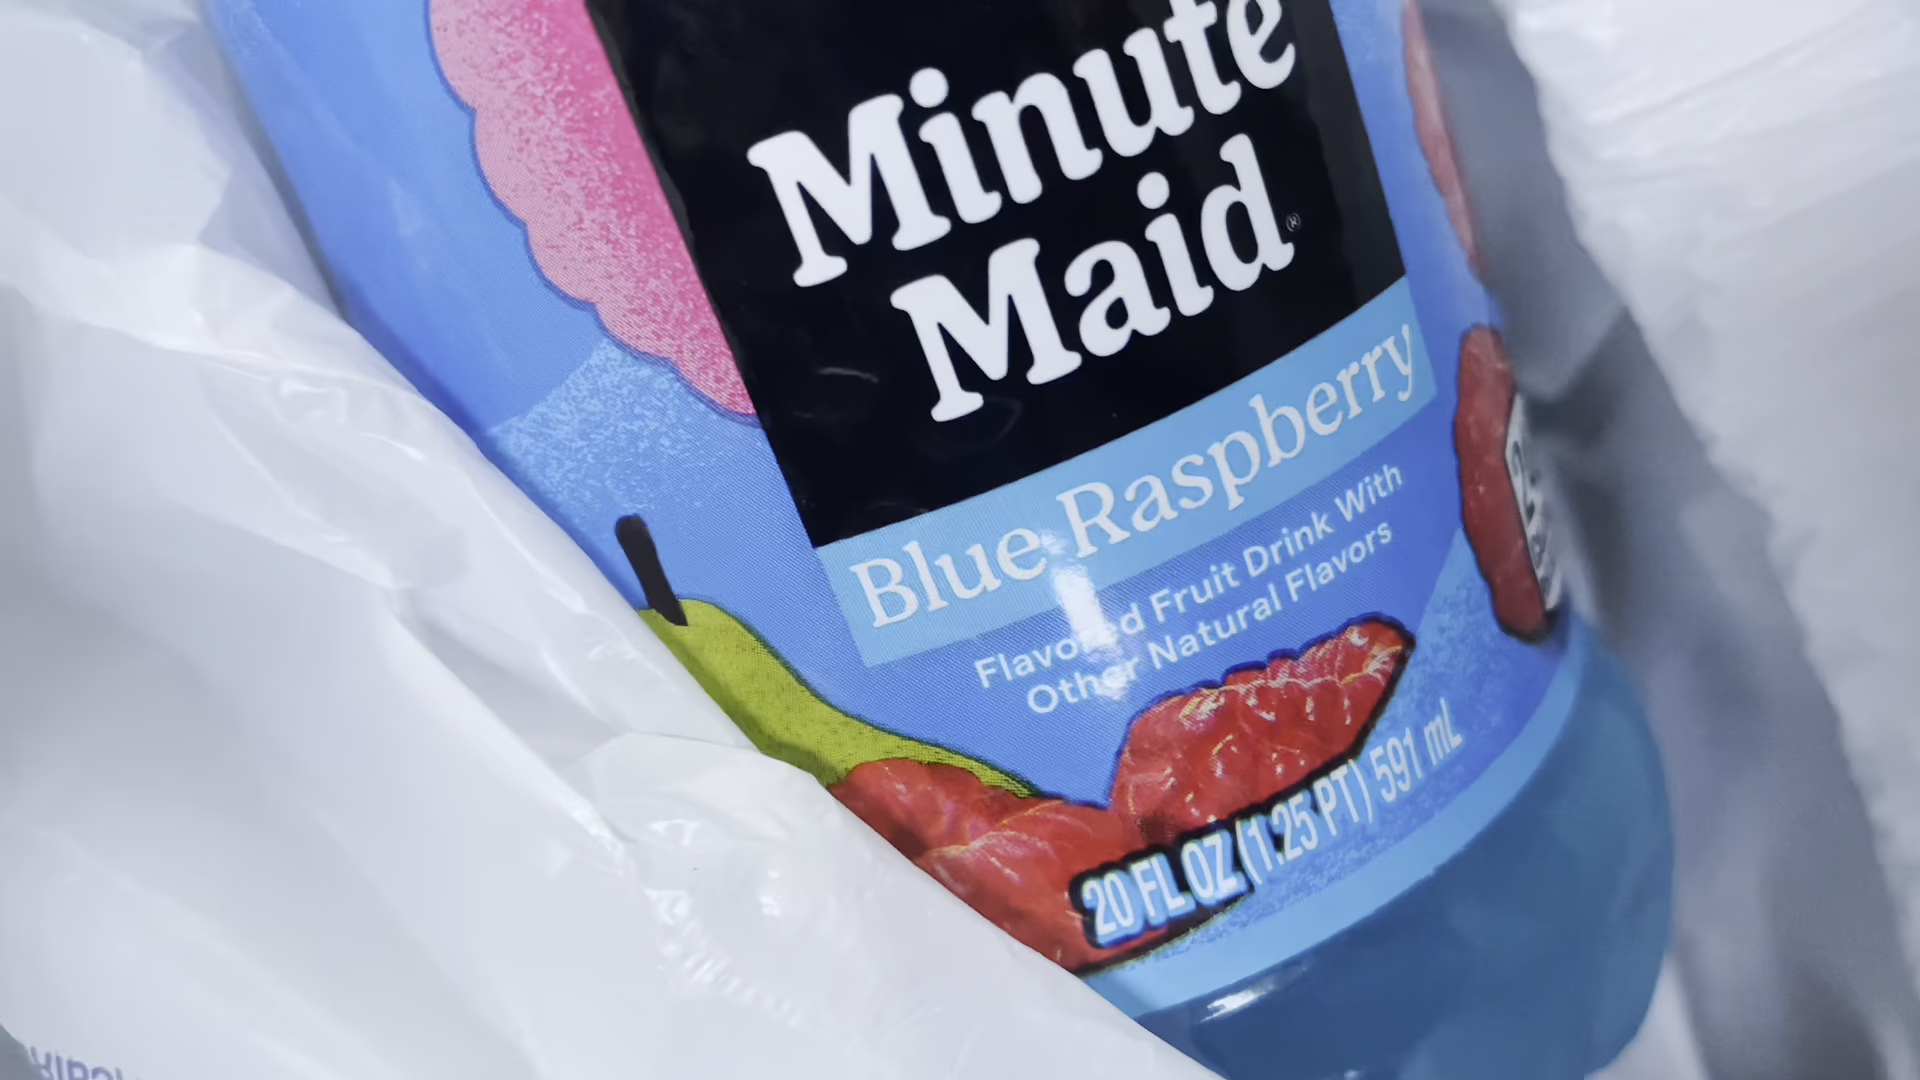 Minute
Maid®
Blue Raspberry
Flavored Fruit Drink With
Other Natural Flavors
20 FL OZ (1.25 PT) 591 mL